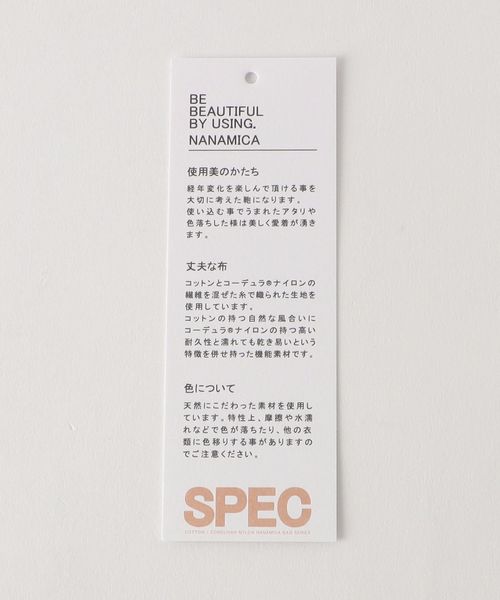 BE
BEAUTIFUL
BY USING.
NANAMICA
使用美のかたち
経年変化を楽しんで頂ける事を
大切に考えた鞄になります。
使い込む事でうまれたアタリや
色落ちした様は美しく愛着が湧き
ます。
丈夫な布
コットンとコーデュラ®ナイロンの
繊維を混ぜた糸で織られた生地を
使用しています。
コットンの持つ自然な風合いに
コーデュラ®ナイロンの持つ高い
耐久性と濡れても乾き易いという
特徴を併せ持った機能素材です。
色について
天然にこだわった素材を使用し
ています。特性上、摩擦や水濡
れなどで色が落ちたり、他の衣
類に色移りする事がありますの
でご注意ください。
SPEC
COTTON / CORDURA® NYLON NANAMICA BAG SERIES